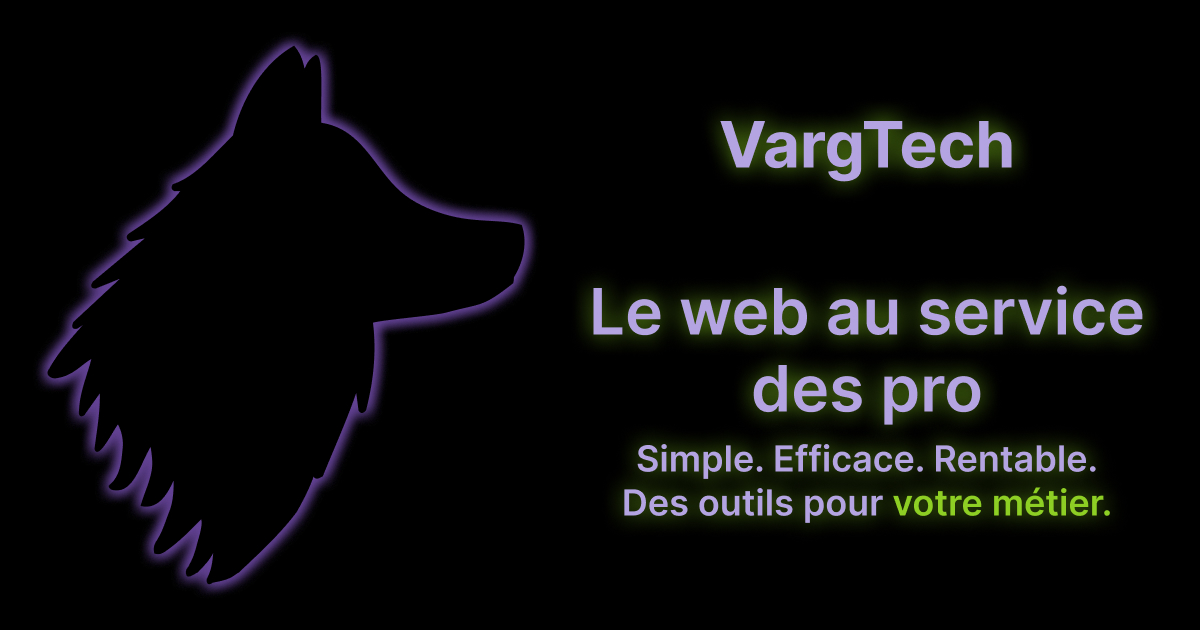 VargTech
Le web au service
des pro
Simple. Efficace. Rentable.
Des outils pour votre métier.